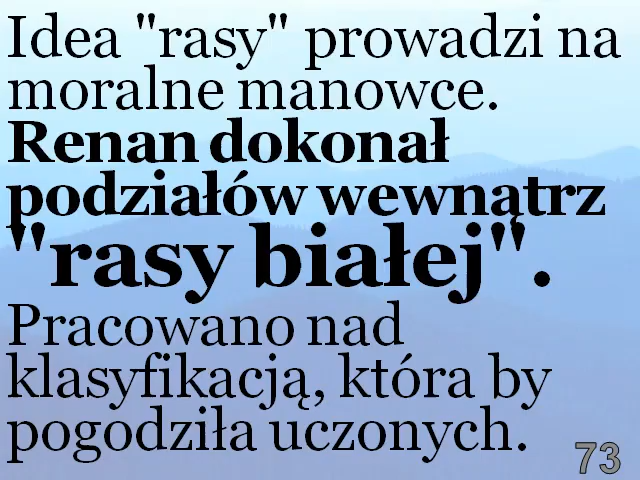 Idea "rasy" prowadzi na
moralne manowce.
Renan dokonał
podziałów wewnątrz
"rasy białej".
Pracowano nad
klasyfikacją, która by
pogodziła uczonych.
73